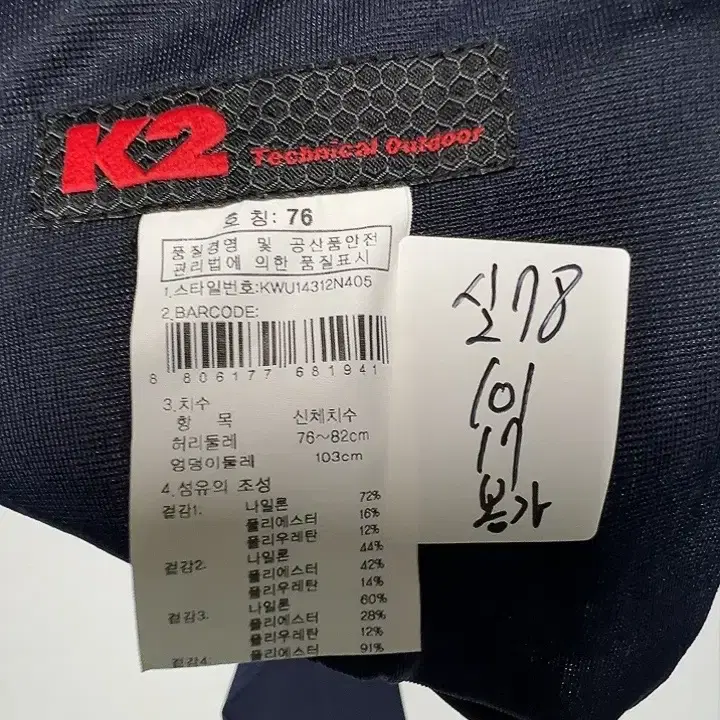 K2 Technical Outdoor
호 칭: 76
품질경영 및 공산품안전
관리법에 의한 품질표시
1.스타일번호:KWU14312N405
2.BARCODE:
8 806177 681941
3.치수
항 목 신체치수
허리둘레 76~82cm
엉덩이둘레 103cm
4.섬유의 조성
겉감1. 나일론 72%
폴리에스터 16%
폴리우레탄 12%
겉감2. 나일론 44%
폴리에스터 42%
폴리우레탄 14%
겉감3. 나일론 60%
폴리에스터 28%
폴리우레탄 12%
겉감4: 폴리에스터 91%
78
17
봄가